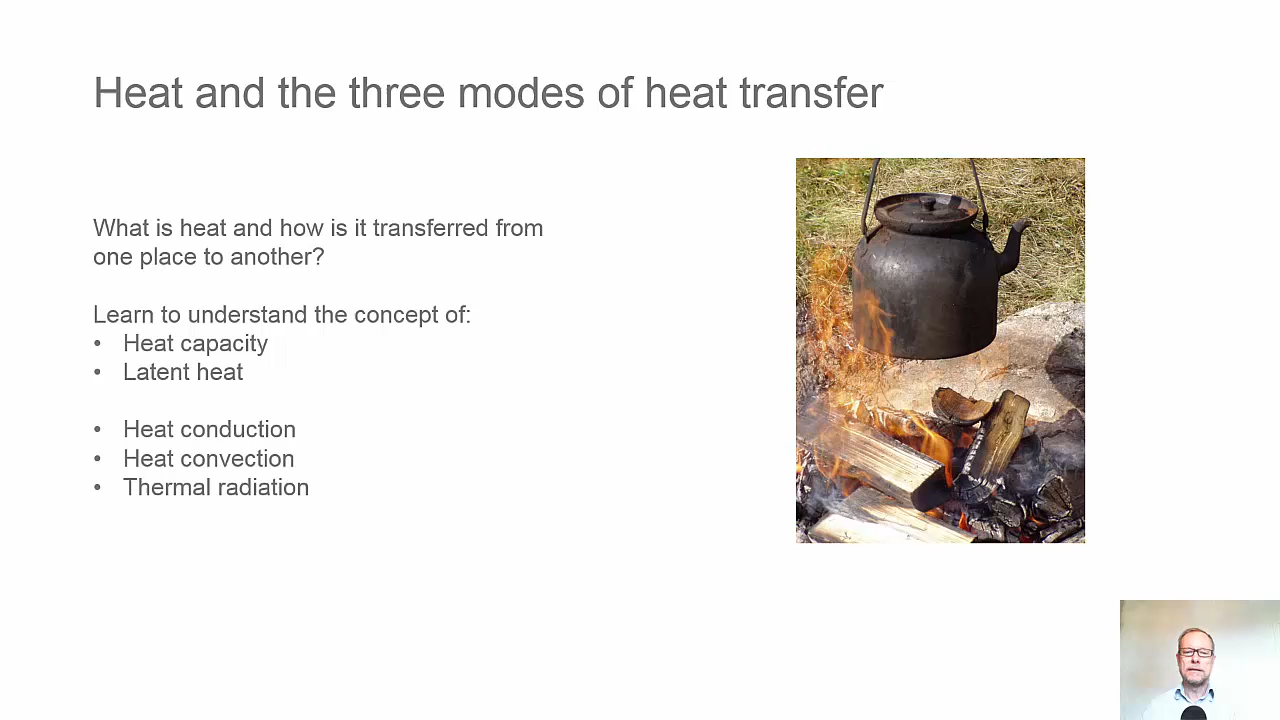 Heat and the three modes of heat transfer
What is heat and how is it transferred from
one place to another?
Learn to understand the concept of:
• Heat capacity
• Latent heat
• Heat conduction
• Heat convection
• Thermal radiation